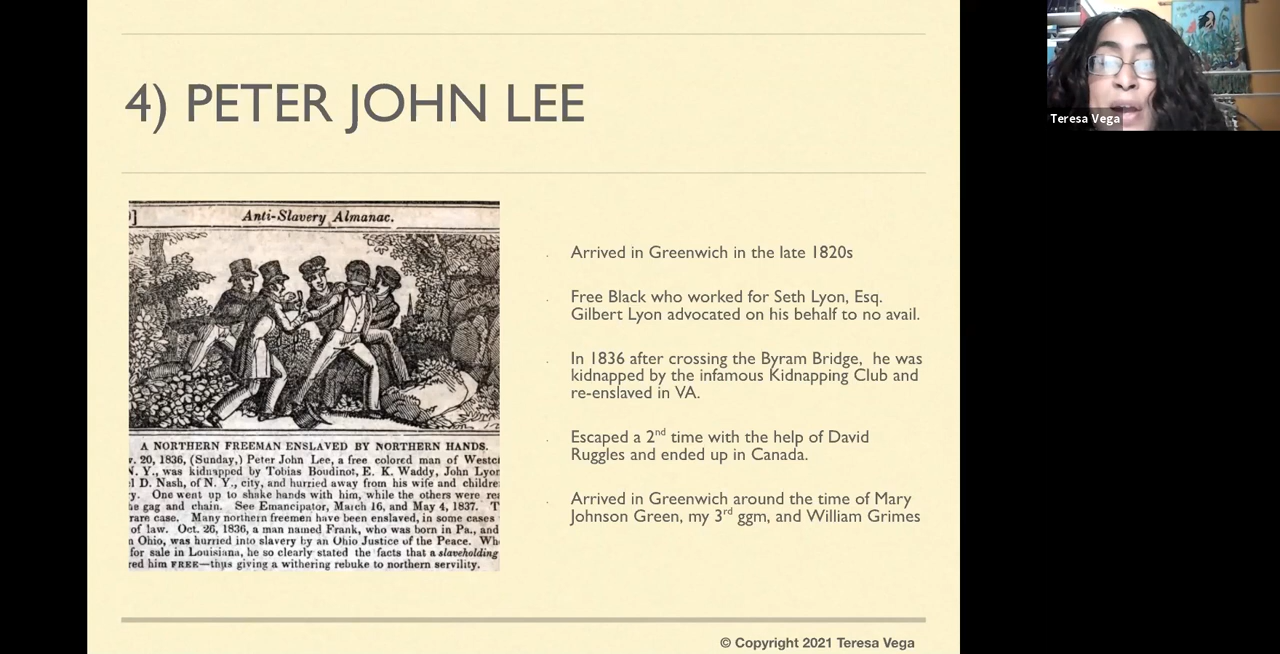 4) PETER JOHN LEE
Anti-Slavery Almanac.
A NORTHERN FREEMAN ENSLAVED BY NORTHERN HANDS.
20, 1836, (Sunday,) Peter John Lee, a free colored man of
N. Y., was kidnapped by Tobias Boudinot, E. K. Waddy, John Lyon
D. Nash, of N. Y., city, and hurried away from his wife and
One went up to shake hands with him, while the others were
gag and chain. See Emancipator, March 16, and May 4, 1837.
case. Many northern freemen have been enslaved, in some cases
of law. Oct. 26, 1836, a man named Frank, who was born in Pa., and
Ohio, was hurried into slavery by an Ohio Justice of the Peace.
for sale in Louisiana, he so clearly stated the facts that a slaveholding
him FREE—thus giving a withering rebuke to northern servility.
· Arrived in Greenwich in the late 1820s
· Free Black who worked for Seth Lyon, Esq.
Gilbert Lyon advocated on his behalf to no avail.
· In 1836 after crossing the Byram Bridge, he was
kidnapped by the infamous Kidnapping Club and
re-enslaved in VA.
· Escaped a 2nd time with the help of David
Ruggles and ended up in Canada.
· Arrived in Greenwich around the time of Mary
Johnson Green, my 3rd ggm, and William Grimes
© Copyright 2021 Teresa Vega
Teresa Vega